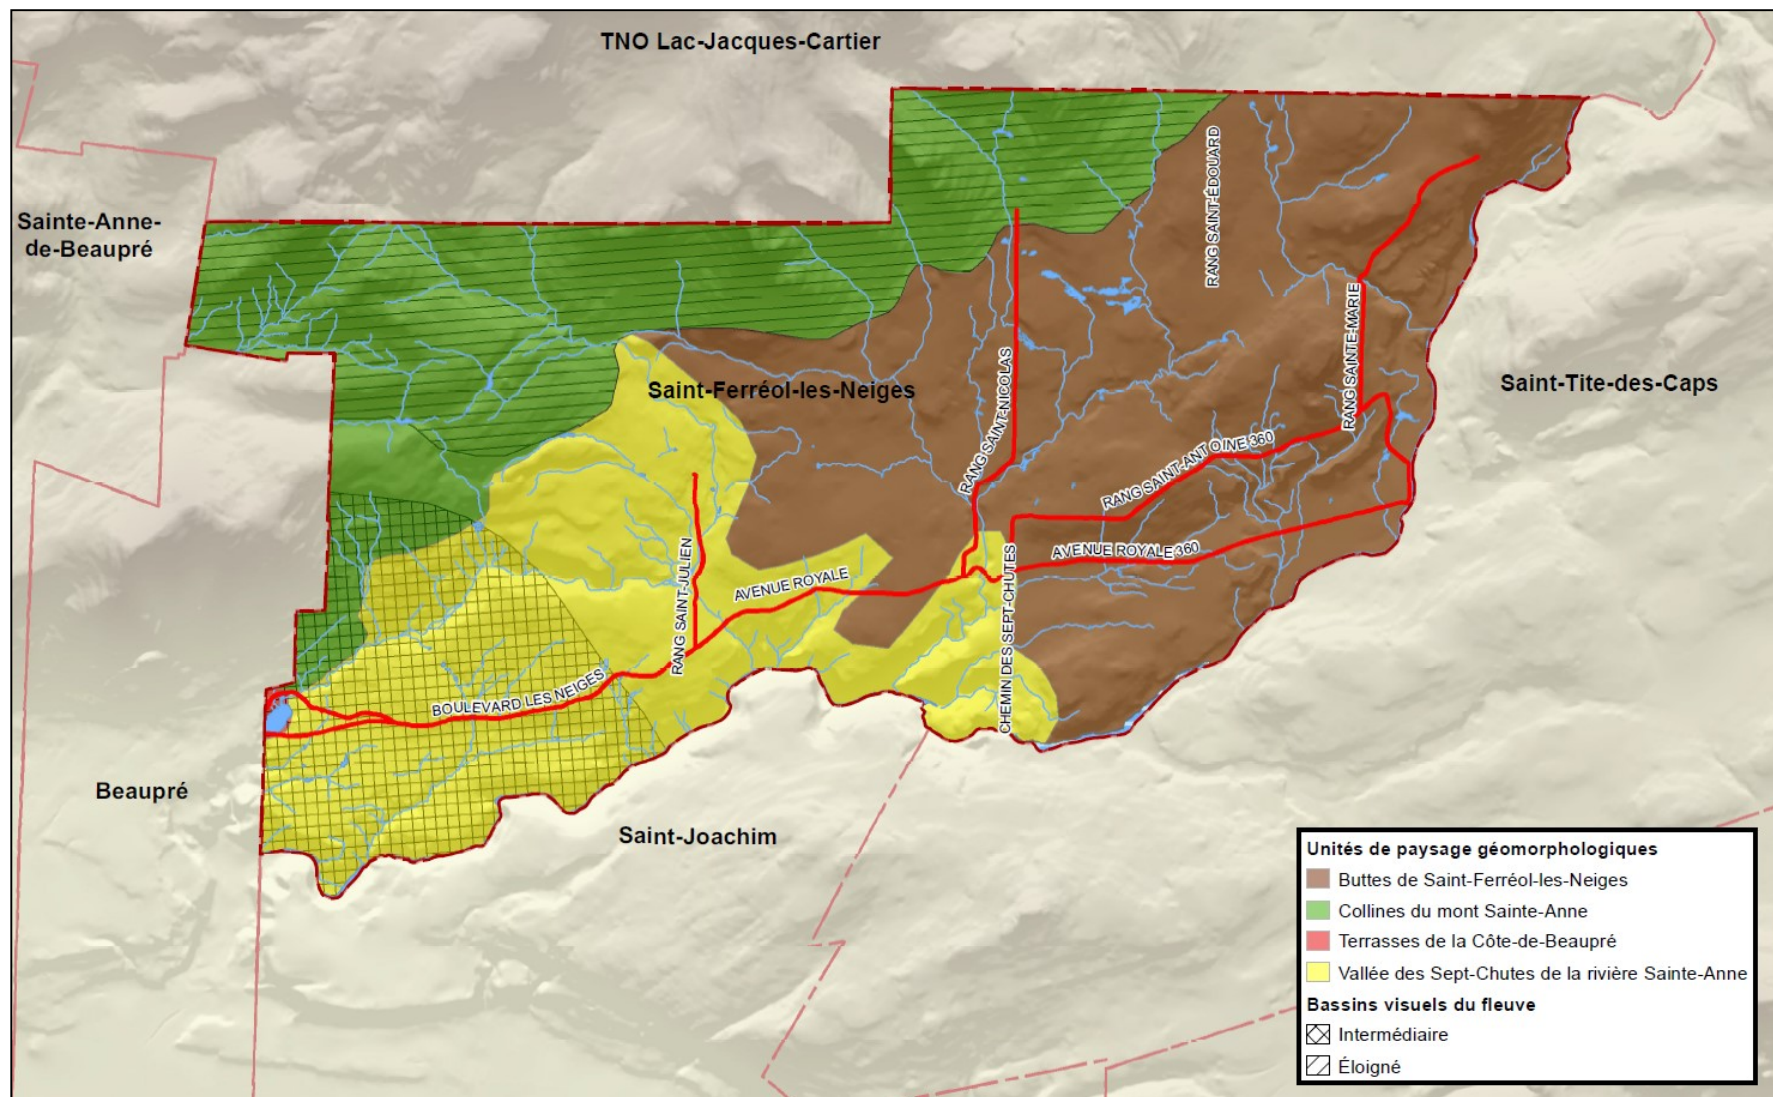 TNO Lac-Jacques-Cartier
Sainte-Anne-
de-Beaupré
RANG SAINT-ÉDOUARD
RANG SAINTE-MARIE
Saint-Ferréol-les-Neiges
Saint-Tite-des-Caps
RANG SAINT-NICOLAS
RANG SAINT-ANTOINE 360
AVENUE ROYALE 360
RANG SAINT-JULIEN
AVENUE ROYALE
CHEMIN DES SEPT-CHUTES
BOULEVARD LES NEIGES
Beaupré
Saint-Joachim
Unités de paysage géomorphologiques
Buttes de Saint-Ferréol-les-Neiges
Collines du mont Sainte-Anne
Terrasses de la Côte-de-Beaupré
Vallée des Sept-Chutes de la rivière Sainte-Anne
Bassins visuels du fleuve
Intermédiaire
Éloigné